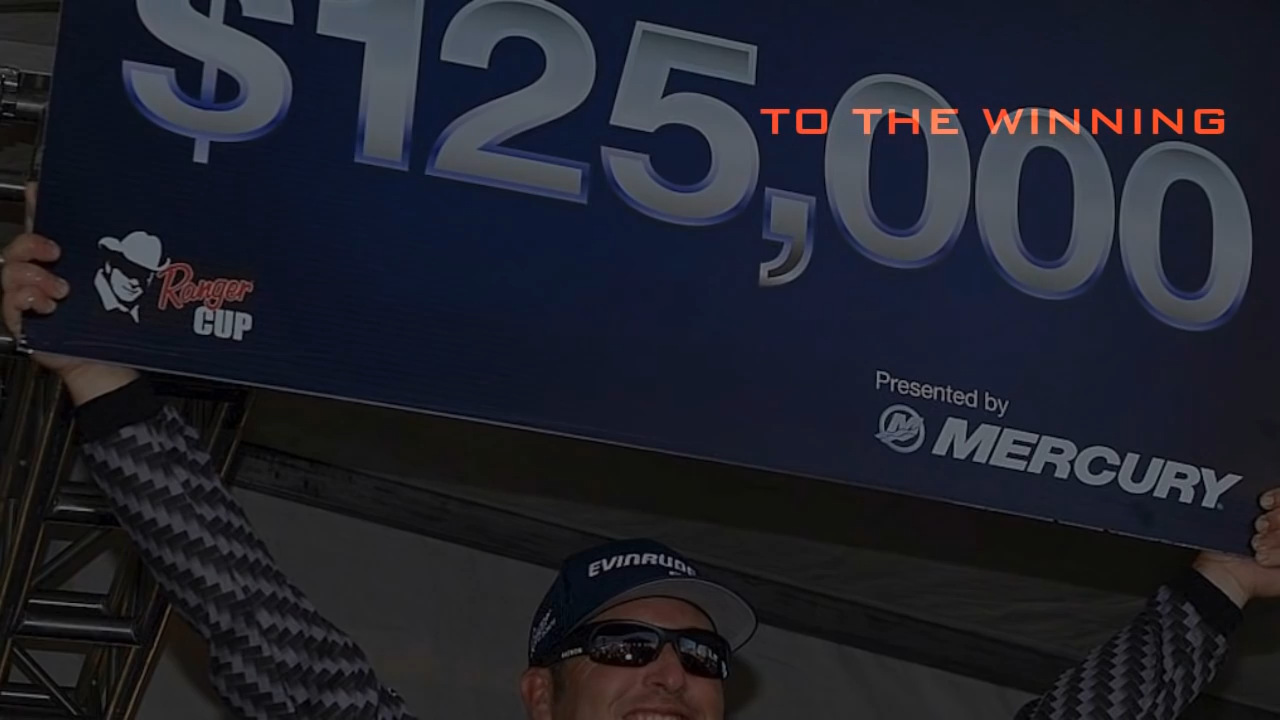 $125,000
TO THE WINNING
Ranger
CUP
Presented by
MERCURY
EVINRUDE